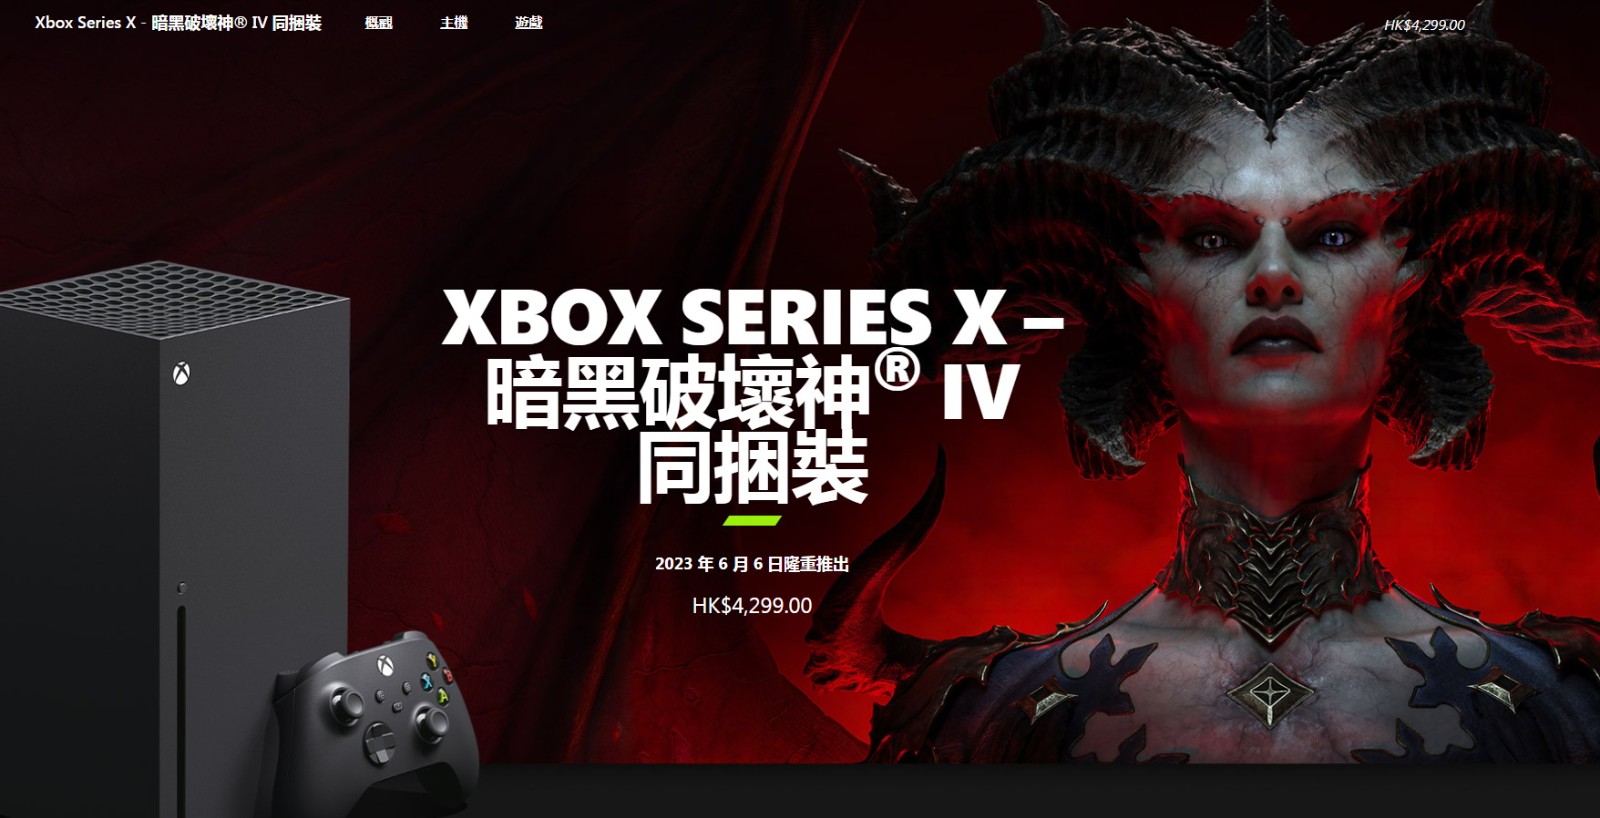 Xbox Series X - 暗黑破壞神® IV 同捆裝 概觀 主機 遊戲 HK$4,299.00
XBOX SERIES X –
暗黑破壞神® IV
同捆裝
2023 年 6 月 6 日隆重推出
HK$4,299.00
Y
X
B
A